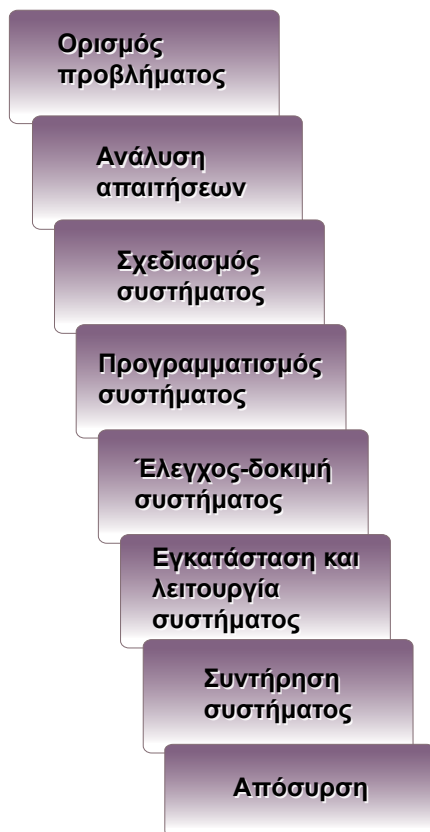 Ορισμός
προβλήματος
Ανάλυση
απαιτήσεων
Σχεδιασμός
συστήματος
Προγραμματισμός
συστήματος
Έλεγχος-δοκιμή
συστήματος
Εγκατάσταση και
λειτουργία
συστήματος
Συντήρηση
συστήματος
Απόσυρση